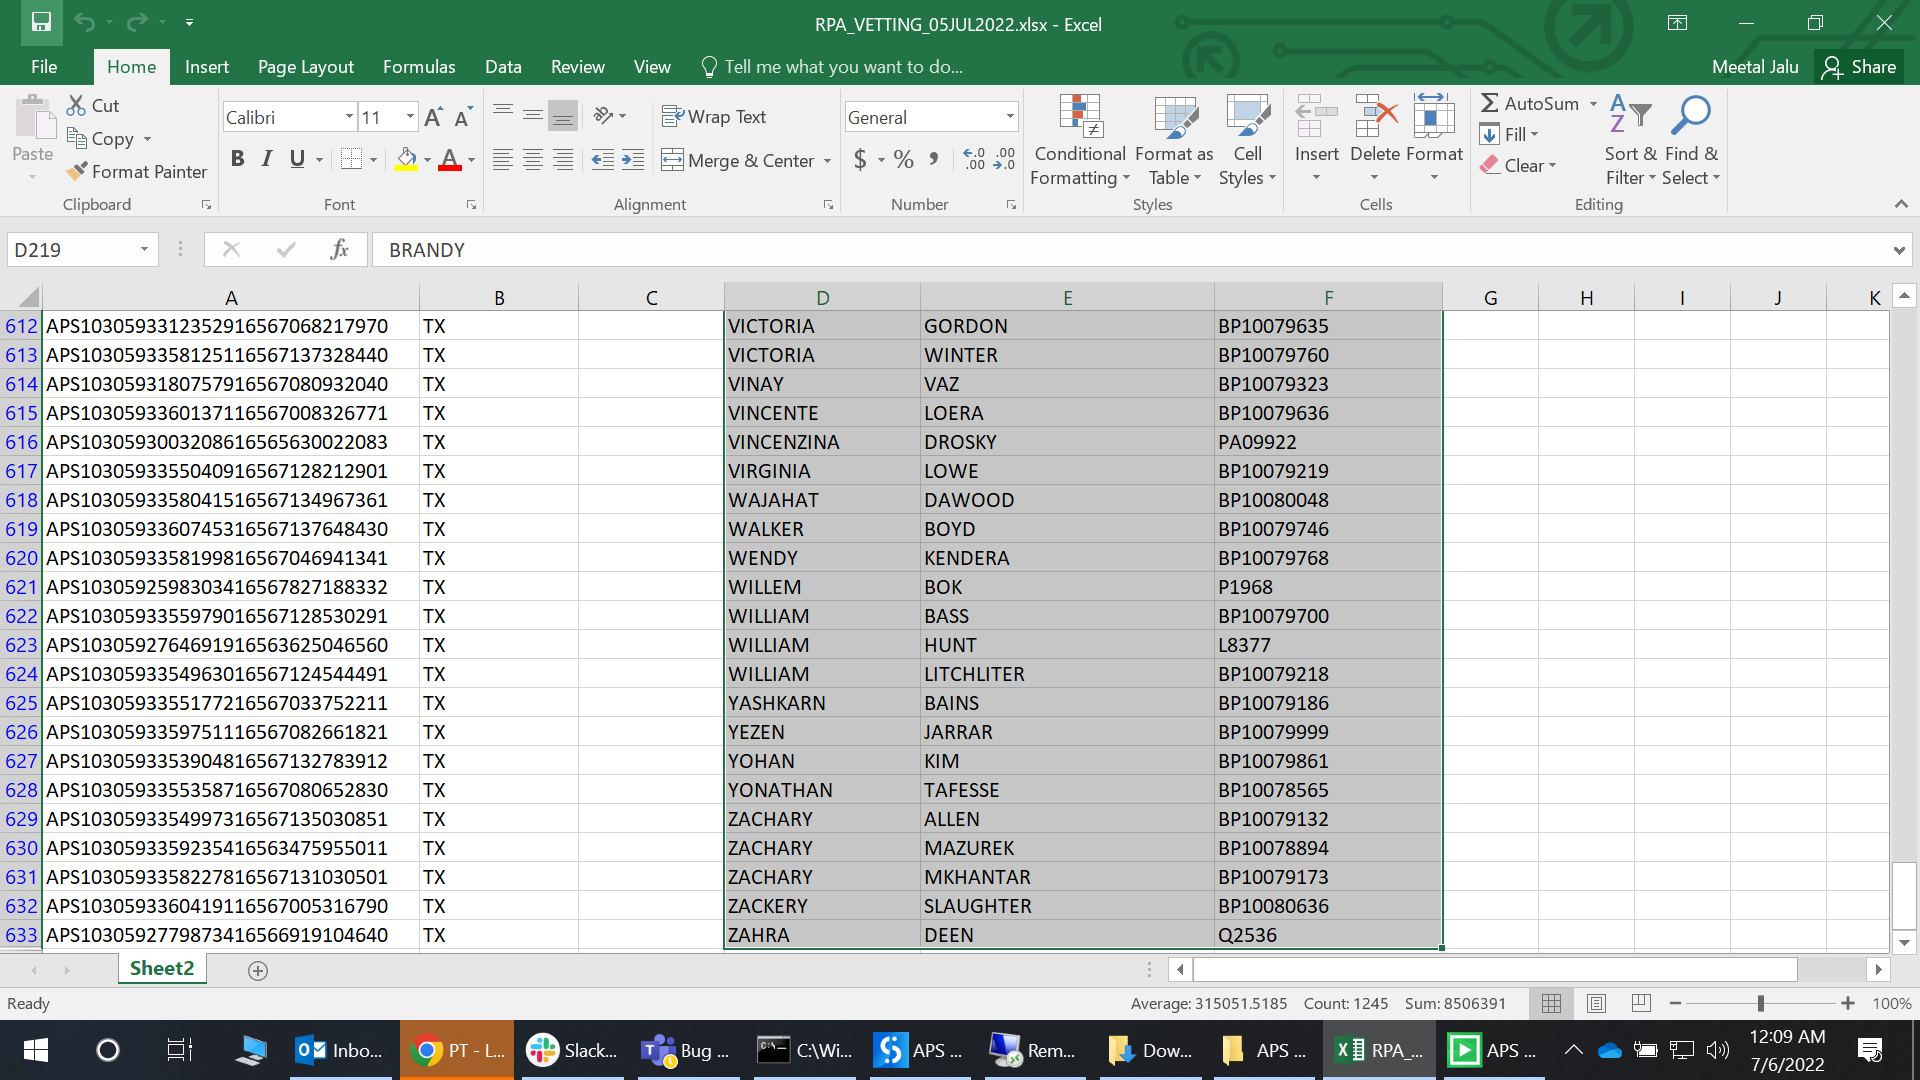 RPA_VETTING_05JUL2022.xlsx - Excel
File Home Insert Page Layout Formulas Data Review View Tell me what you want to do... Meetal Jalu Share
Paste Cut Copy Format Painter Clipboard
Calibri 11 B I U A Font
Wrap Text Merge & Center Alignment
General $ % Number
Conditional Formatting Format as Table Cell Styles Styles
Insert Delete Format Cells
AutoSum Fill Clear Sort & Filter Find & Select Editing
D219 fx BRANDY
A B C D E F G H I J K
612 APS1030593312352916567068217970 TX VICTORIA GORDON BP10079635
613 APS1030593358125116567137328440 TX VICTORIA WINTER BP10079760
614 APS1030593180757916567080932040 TX VINAY VAZ BP10079323
615 APS1030593360137116567008326771 TX VINCENTE LOERA BP10079636
616 APS1030593003208616565630022083 TX VINCENZINA DROSKY PA09922
617 APS1030593355040916567128212901 TX VIRGINIA LOWE BP10079219
618 APS1030593358041516567134967361 TX WAJAHAT DAWOOD BP10080048
619 APS1030593360745316567137648430 TX WALKER BOYD BP10079746
620 APS1030593358199816567046941341 TX WENDY KENDERA BP10079768
621 APS1030592598303416567827188332 TX WILLEM BOK P1968
622 APS1030593355979016567128530291 TX WILLIAM BASS BP10079700
623 APS1030592764691916563625046560 TX WILLIAM HUNT L8377
624 APS1030593354963016567124544491 TX WILLIAM LITCHLITER BP10079218
625 APS1030593355177216567033752211 TX YASHKARN BAINS BP10079186
626 APS1030593359751116567082661821 TX YEZEN JARRAR BP10079999
627 APS1030593353904816567132783912 TX YOHAN KIM BP10079861
628 APS1030593355358716567080652830 TX YONATHAN TAFESSE BP10078565
629 APS1030593354997316567135030851 TX ZACHARY ALLEN BP10079132
630 APS1030593359235416563475955011 TX ZACHARY MAZUREK BP10078894
631 APS1030593358227816567131030501 TX ZACHARY MKHANTAR BP10079173
632 APS1030593360419116567005316790 TX ZACKERY SLAUGHTER BP10080636
633 APS1030592779873416566919104640 TX ZAHRA DEEN Q2536
Sheet2
Ready Average: 315051.5185 Count: 1245 Sum: 8506391 100%
Inbo... PT - L... Slack... Bug ... C:\Wi... APS ... Rem... Dow... APS ... RPA_... APS ... 12:09 AM
7/6/2022